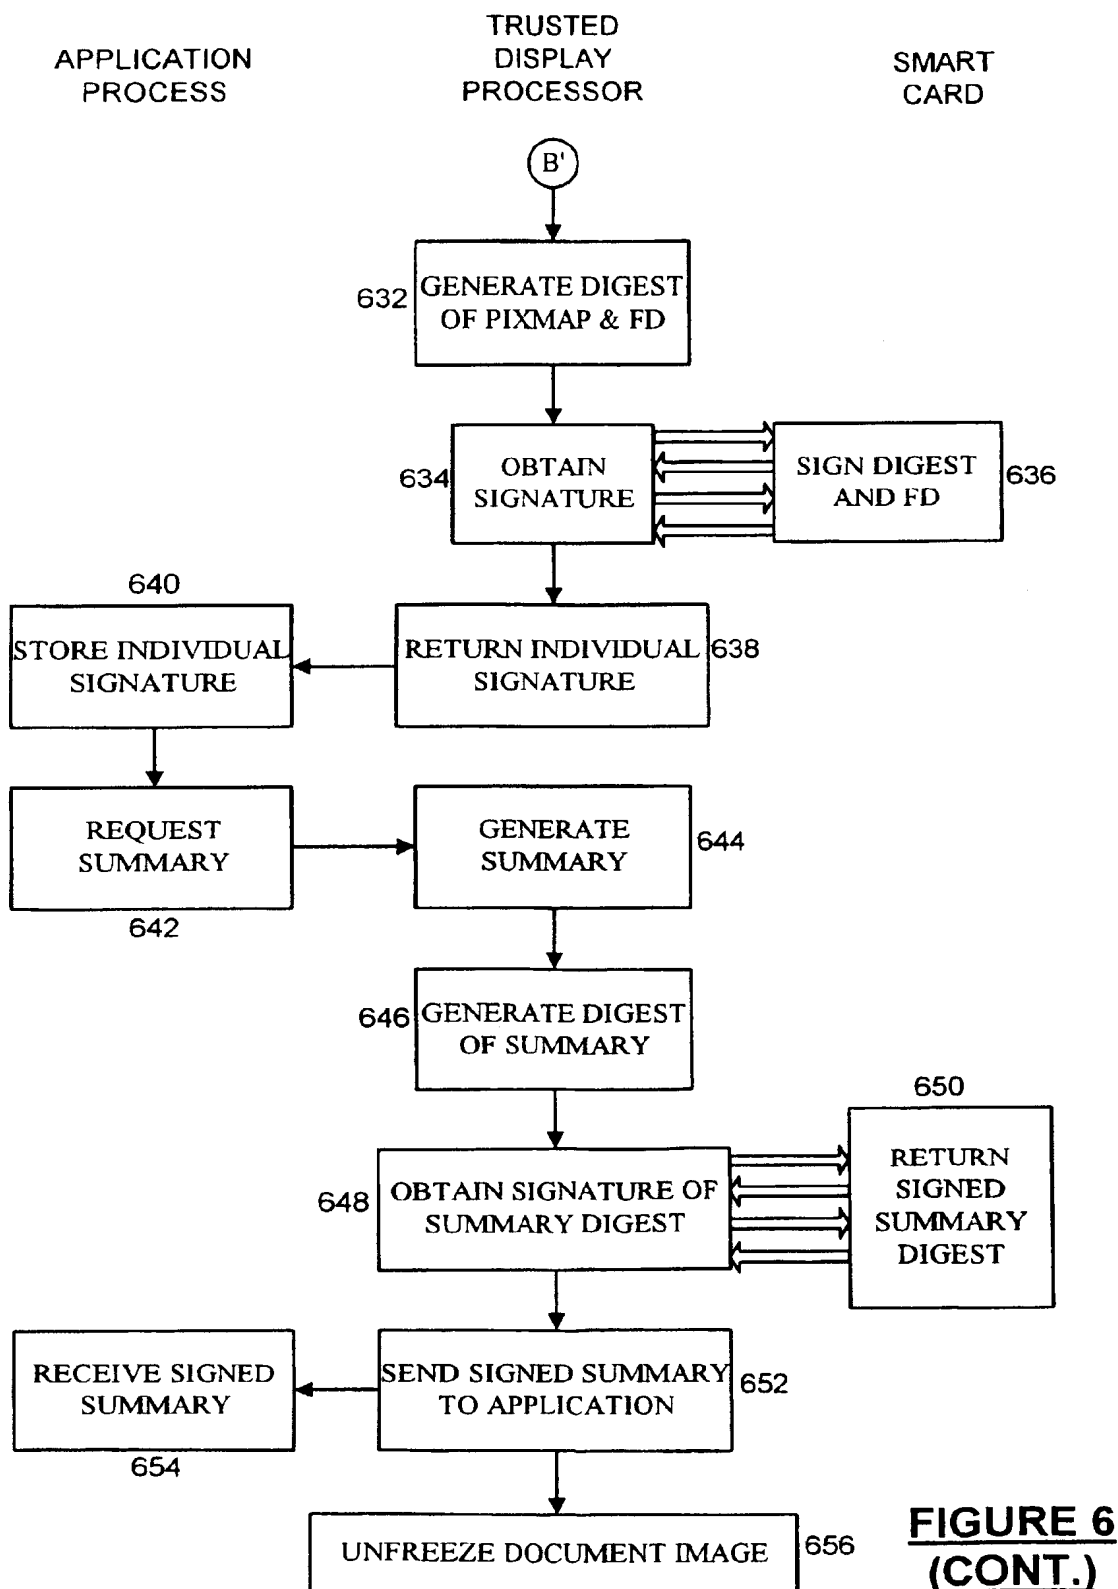 APPLICATION
PROCESS
TRUSTED
DISPLAY
PROCESSOR
SMART
CARD
B'
632
GENERATE DIGEST
OF PIXMAP & FD
634
OBTAIN
SIGNATURE
SIGN DIGEST
AND FD
636
640
STORE INDIVIDUAL
SIGNATURE
RETURN INDIVIDUAL
SIGNATURE
638
REQUEST
SUMMARY
642
GENERATE
SUMMARY
644
646
GENERATE DIGEST
OF SUMMARY
648
OBTAIN SIGNATURE OF
SUMMARY DIGEST
650
RETURN
SIGNED
SUMMARY
DIGEST
RECEIVE SIGNED
SUMMARY
654
SEND SIGNED SUMMARY
TO APPLICATION
652
UNFREEZE DOCUMENT IMAGE
656
FIGURE 6
(CONT.)